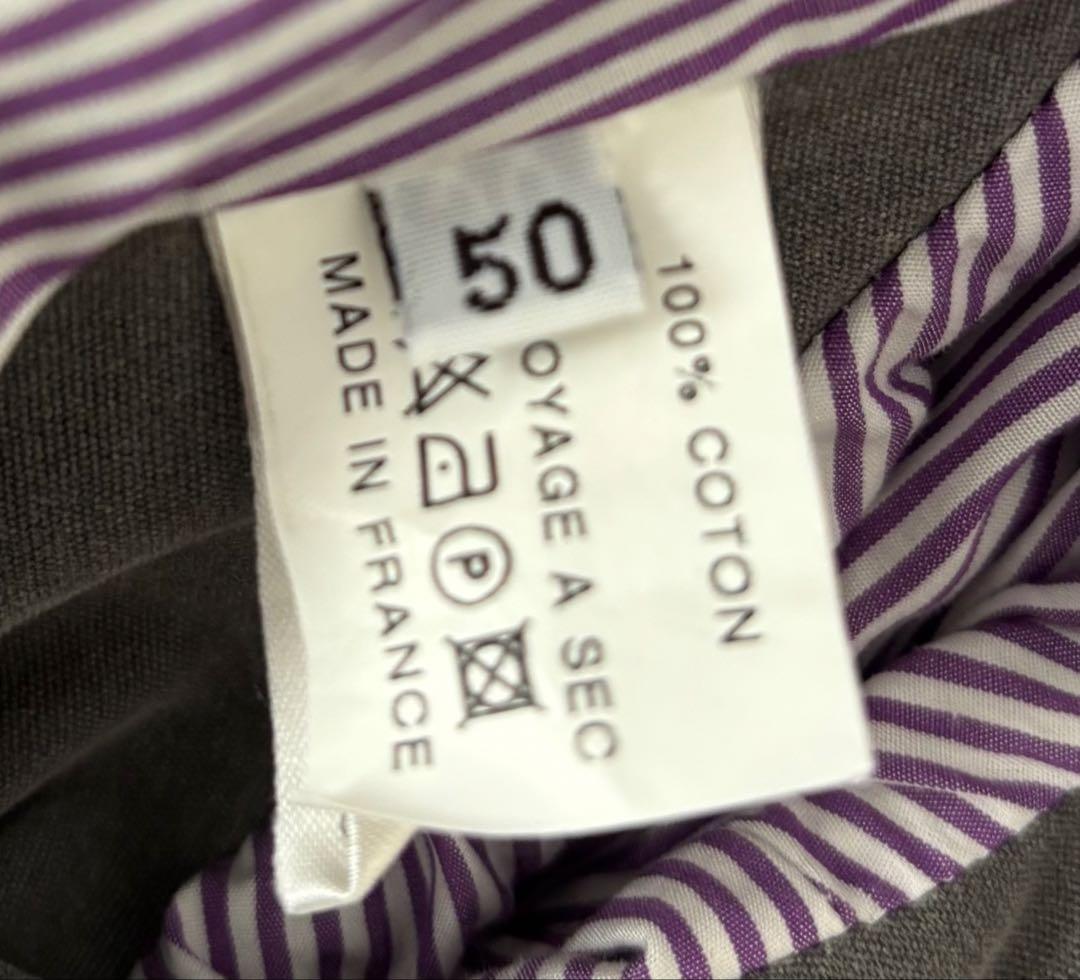 50
100% COTON
OYAGE A SEC
P
MADE IN FRANCE